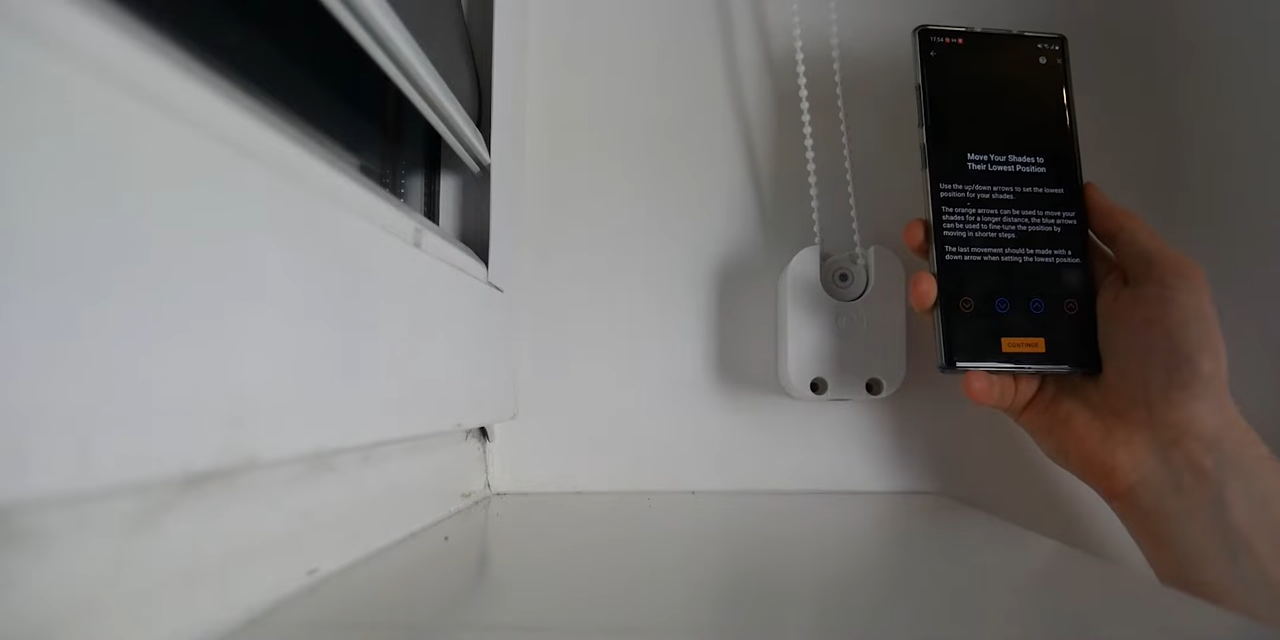 17:54
Move Your Shades to
Their Lowest Position
Use the up/down arrows to set the lowest
position for your shades.
The orange arrows can be used to move your
shades for a longer distance, the blue arrows
can be used to fine-tune the position by
moving in shorter steps.
The last movement should be made with a
down arrow when setting the lowest position.
CONTINUE